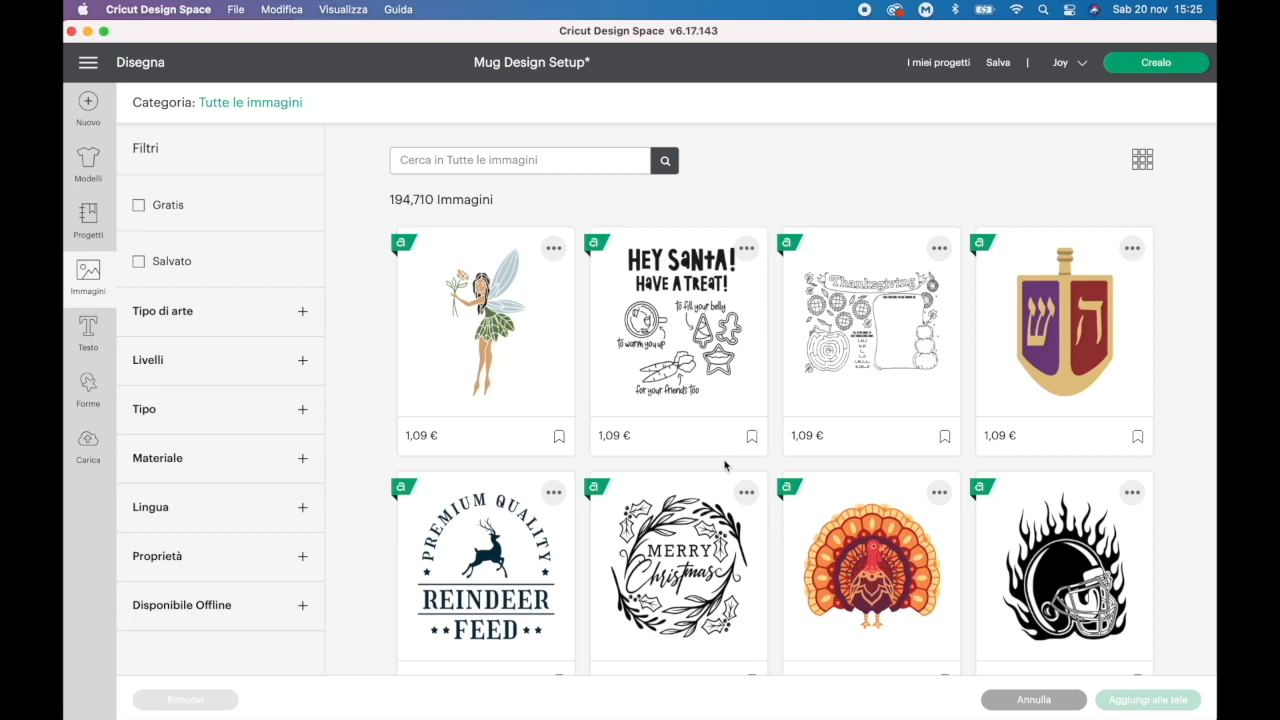 Cricut Design Space File Modifica Visualizza Guida
Sab 20 nov 15:25
Cricut Design Space v6.17.143
Disegna
Mug Design Setup*
I miei progetti Salva | Joy Crealo
Nuovo
Modelli
Progetti
Immagini
Testo
Forme
Carica
Categoria: Tutte le immagini
Filtri
Gratis
Salvato
Tipo di arte +
Livelli +
Tipo +
Materiale +
Lingua +
Proprietà +
Disponibile Offline +
Cerca in Tutte le immagini
194,710 Immagini
a
1,09 €
a
HEY SANTA!
HAVE A TREAT!
to fill your belly
to warm you up
for your friends too
1,09 €
a
Thanksgiving
1,09 €
a
ש ה
1,09 €
a
PREMIUM QUALITY
REINDEER
FEED
a
MERRY
Christmas
a
a
Rimuovi
Annulla
Aggiungi alle tele